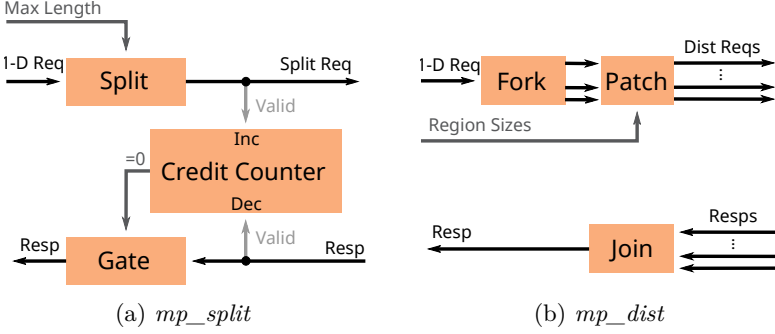 Max Length
1-D Req
Split
Split Req
Valid
Inc
=0
Credit Counter
Dec
Valid
Resp
Gate
Resp
(a) mp_split
1-D Req
Fork
Patch
Dist Reqs
...
Region Sizes
Resp
Join
Resps
...
(b) mp_dist